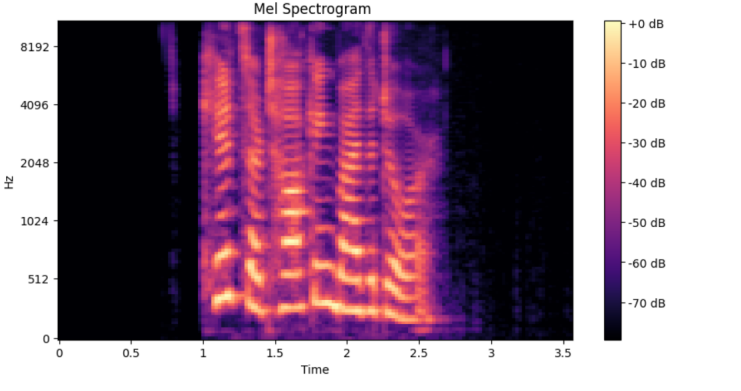 Mel Spectrogram
+0 dB
8192
-10 dB
4096
-20 dB
-30 dB
2048
Hz
-40 dB
1024
-50 dB
512
-60 dB
-70 dB
0
0 0.5 1 1.5 2 2.5 3 3.5
Time